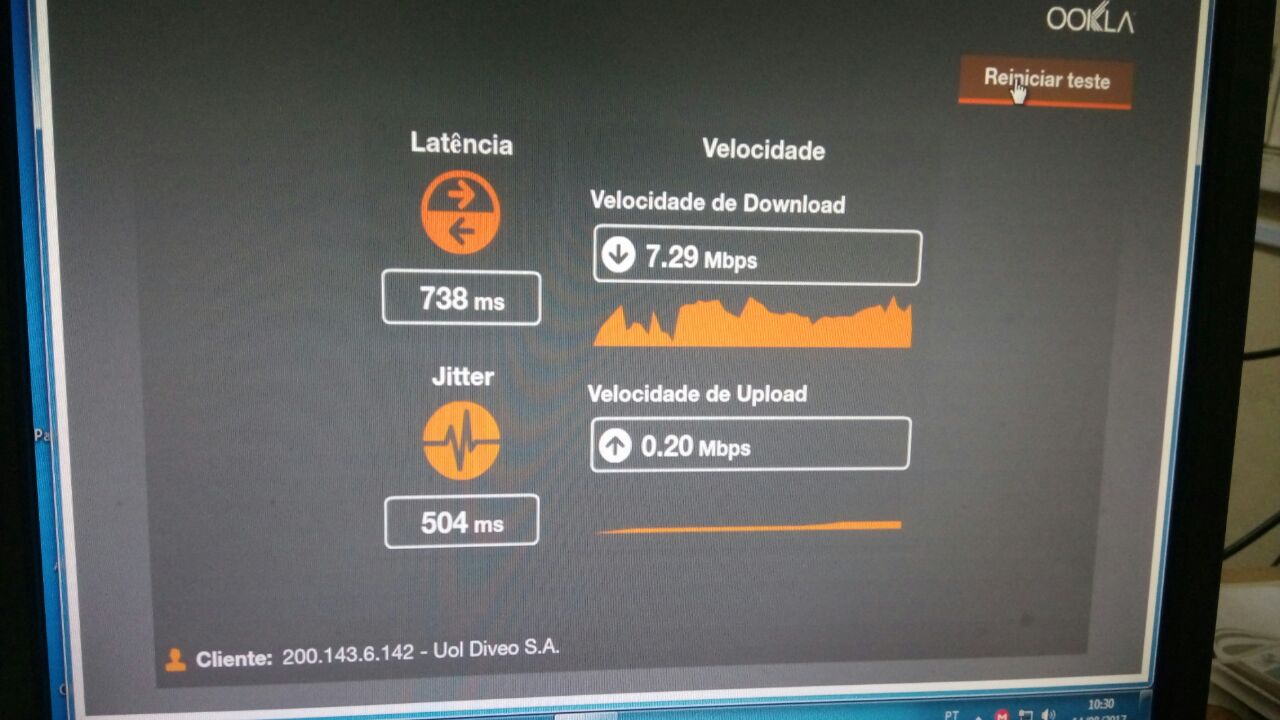 OOKLA
Reiniciar teste
Latência
738 ms
Jitter
504 ms
Velocidade
Velocidade de Download
7.29 Mbps
Velocidade de Upload
0.20 Mbps
Cliente: 200.143.6.142 - Uol Diveo S.A.
Pa
PT
10:30